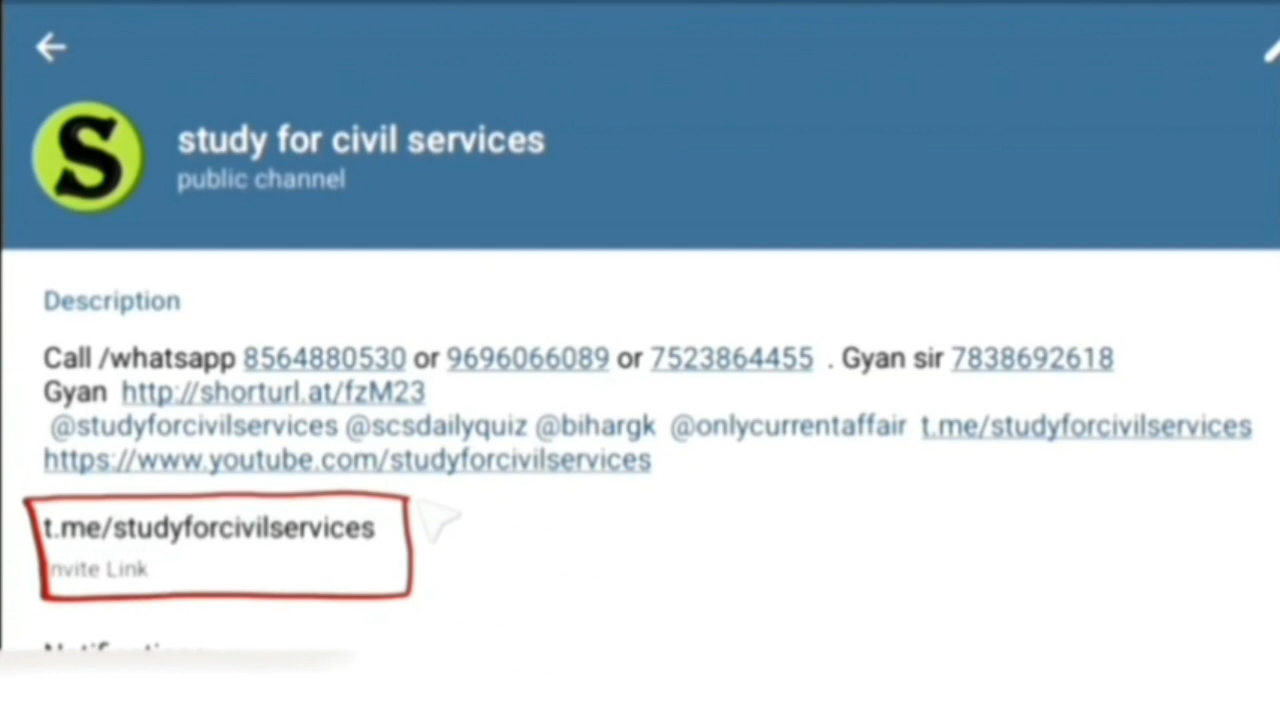 S
study for civil services
public channel
Description
Call /whatsapp 8564880530 or 9696066089 or 7523864455 . Gyan sir 7838692618
Gyan http://shorturl.at/fzM23
@studyforcivilservices @scsdailyquiz @bihargk @onlycurrentaffair t.me/studyforcivilservices
https://www.youtube.com/studyforcivilservices
t.me/studyforcivilservices
Invite Link